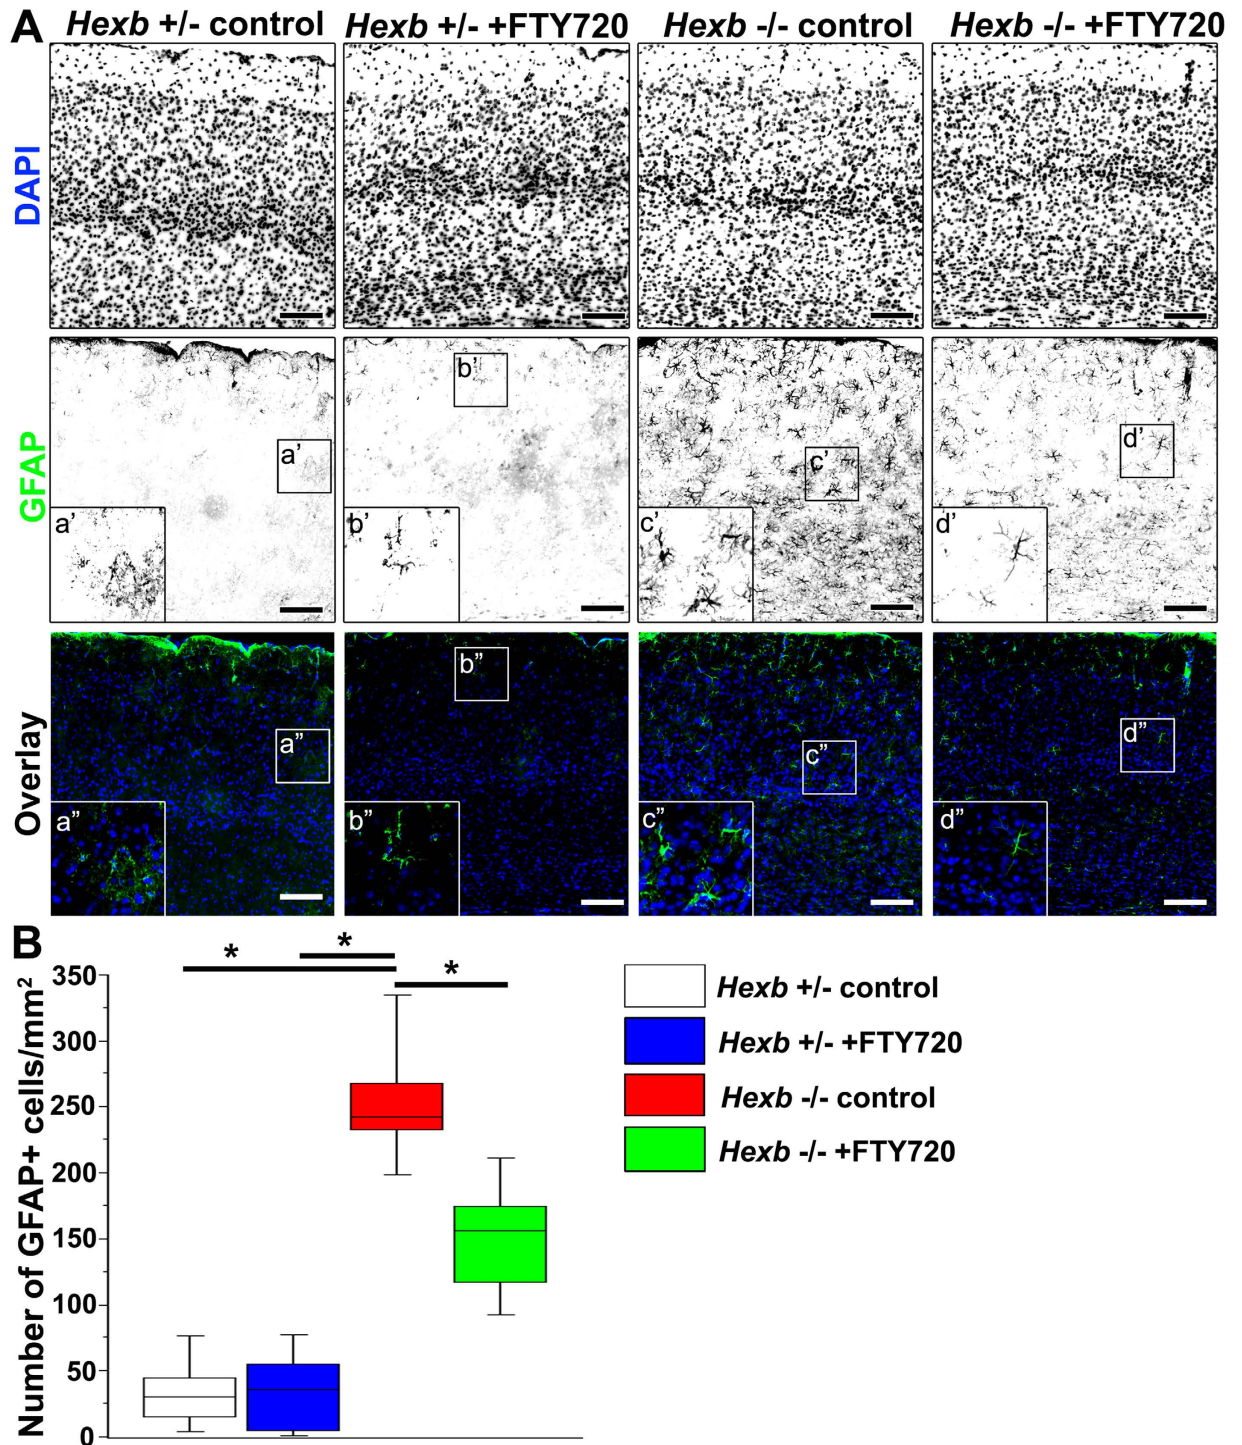 A
Hexb +/- control
Hexb +/- +FTY720
Hexb -/- control
Hexb -/- +FTY720
DAPI
GFAP
a’
a’
b’
b’
c’
c’
d’
d’
Overlay
a”
a”
b”
b”
c”
c”
d”
d”
B
*
*
*
Number of GFAP+ cells/mm²
350
300
250
200
150
100
50
0
Hexb +/- control
Hexb +/- +FTY720
Hexb -/- control
Hexb -/- +FTY720